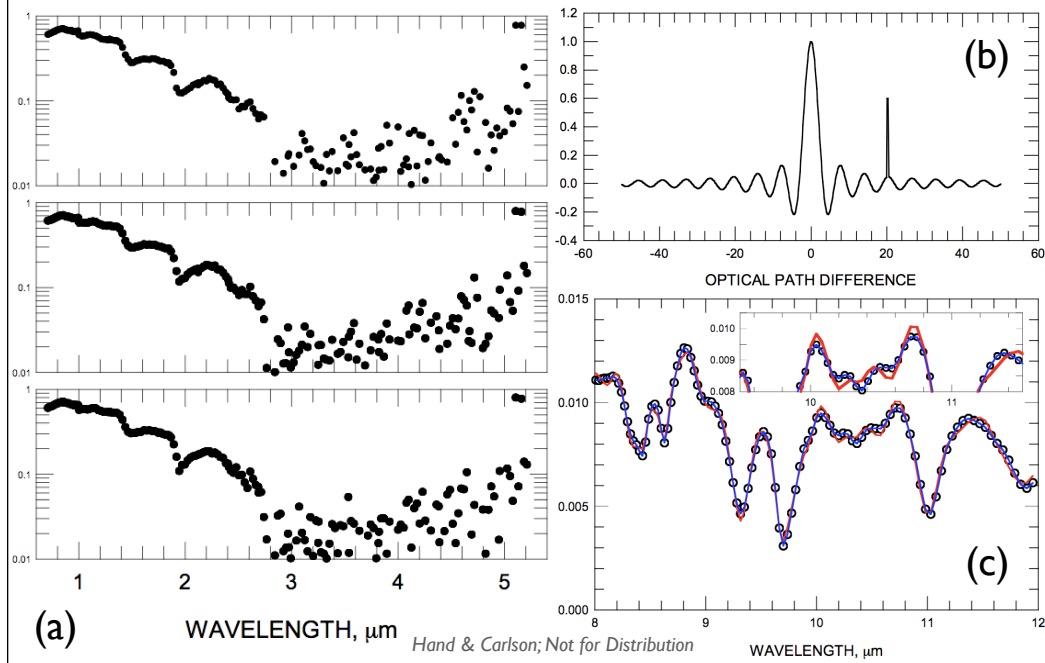 1
0.1
0.01
1
0.1
0.01
1
0.1
0.01
1 2 3 4 5
(a)
WAVELENGTH, µm
(b)
1.2
1.0
0.8
0.6
0.4
0.2
0.0
-0.2
-0.4
-60 -40 -20 0 20 40 60
OPTICAL PATH DIFFERENCE
0.015
0.010
0.005
0.000
0.010
0.009
0.008
10 11
(c)
8 9 10 11 12
WAVELENGTH, µm
Hand & Carlson; Not for Distribution